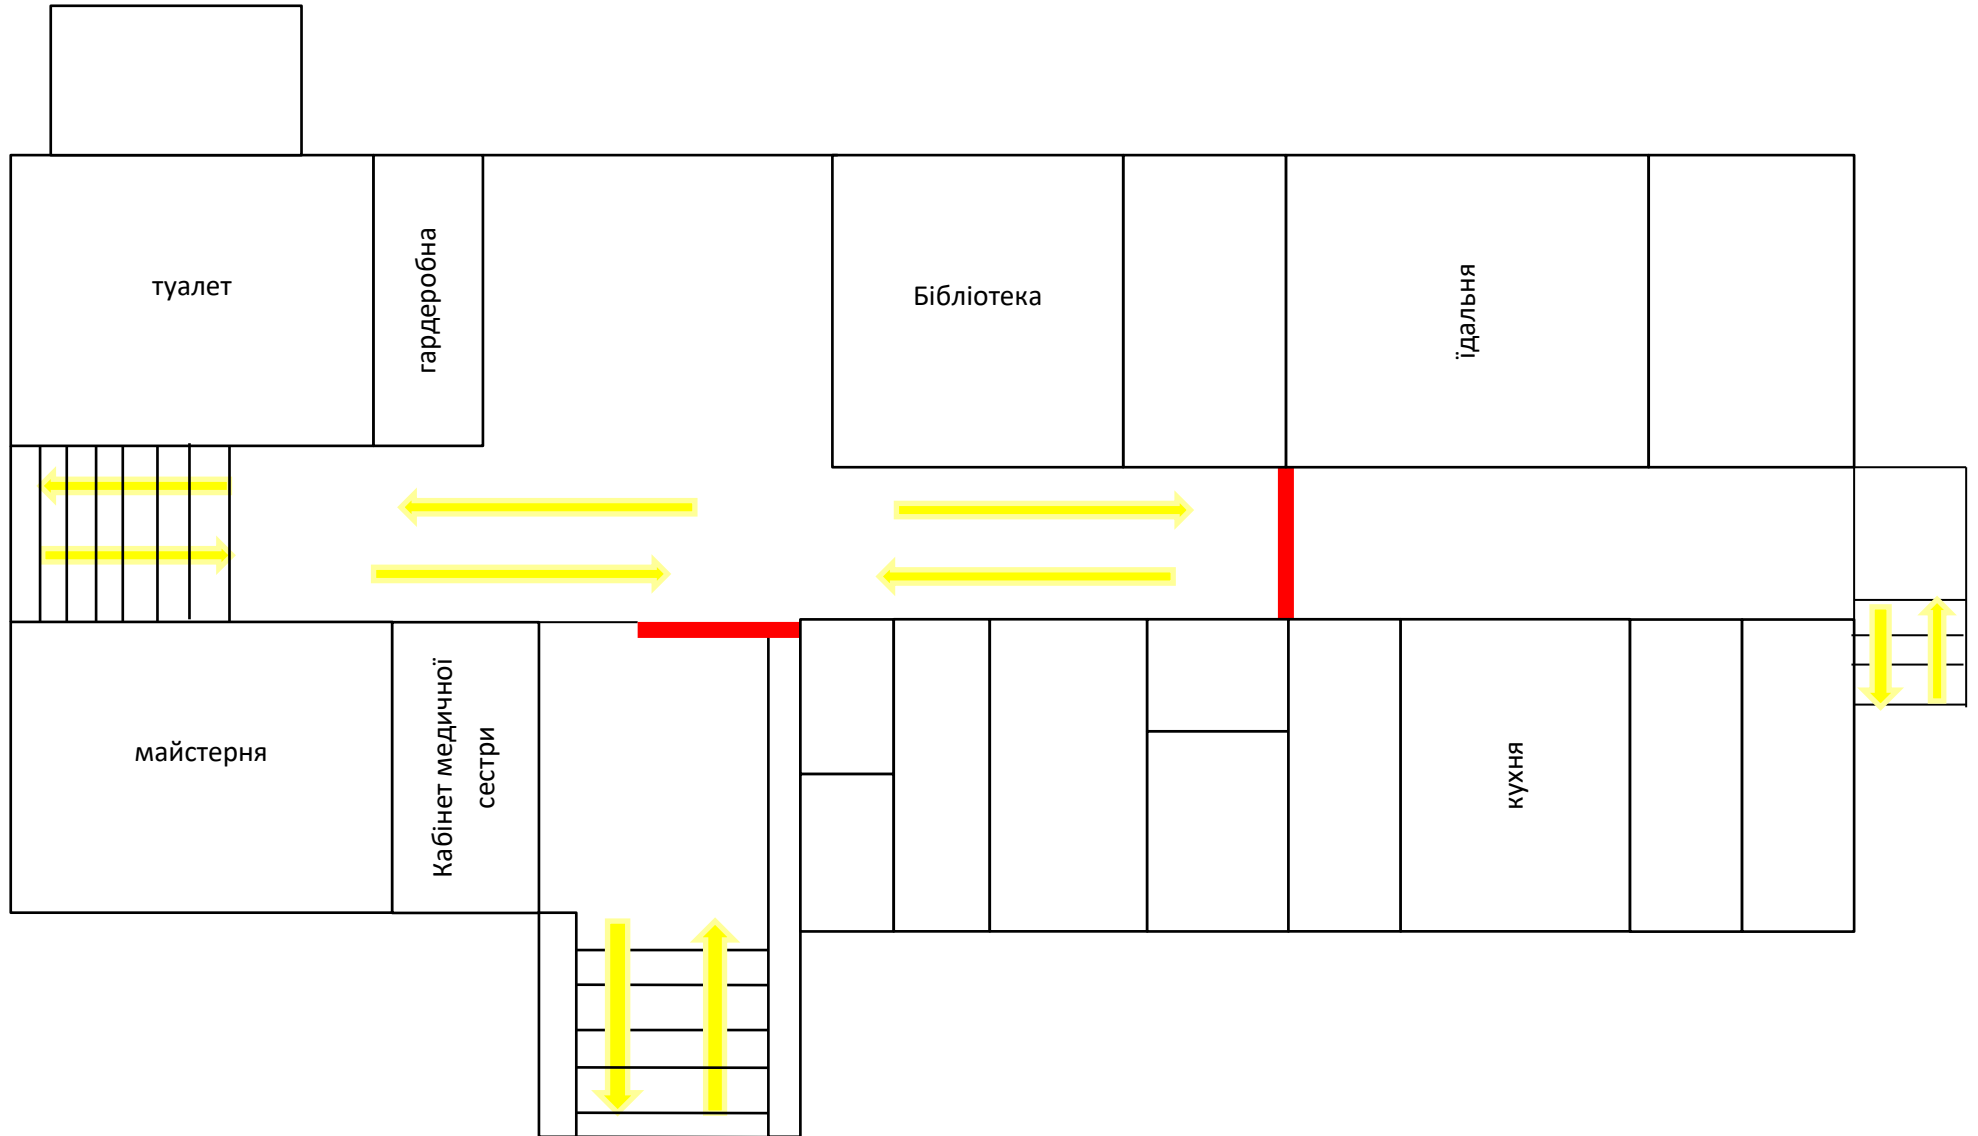 туалет
гардеробна
Бібліотека
їдальня
майстерня
Кабінет медичної
сестри
кухня